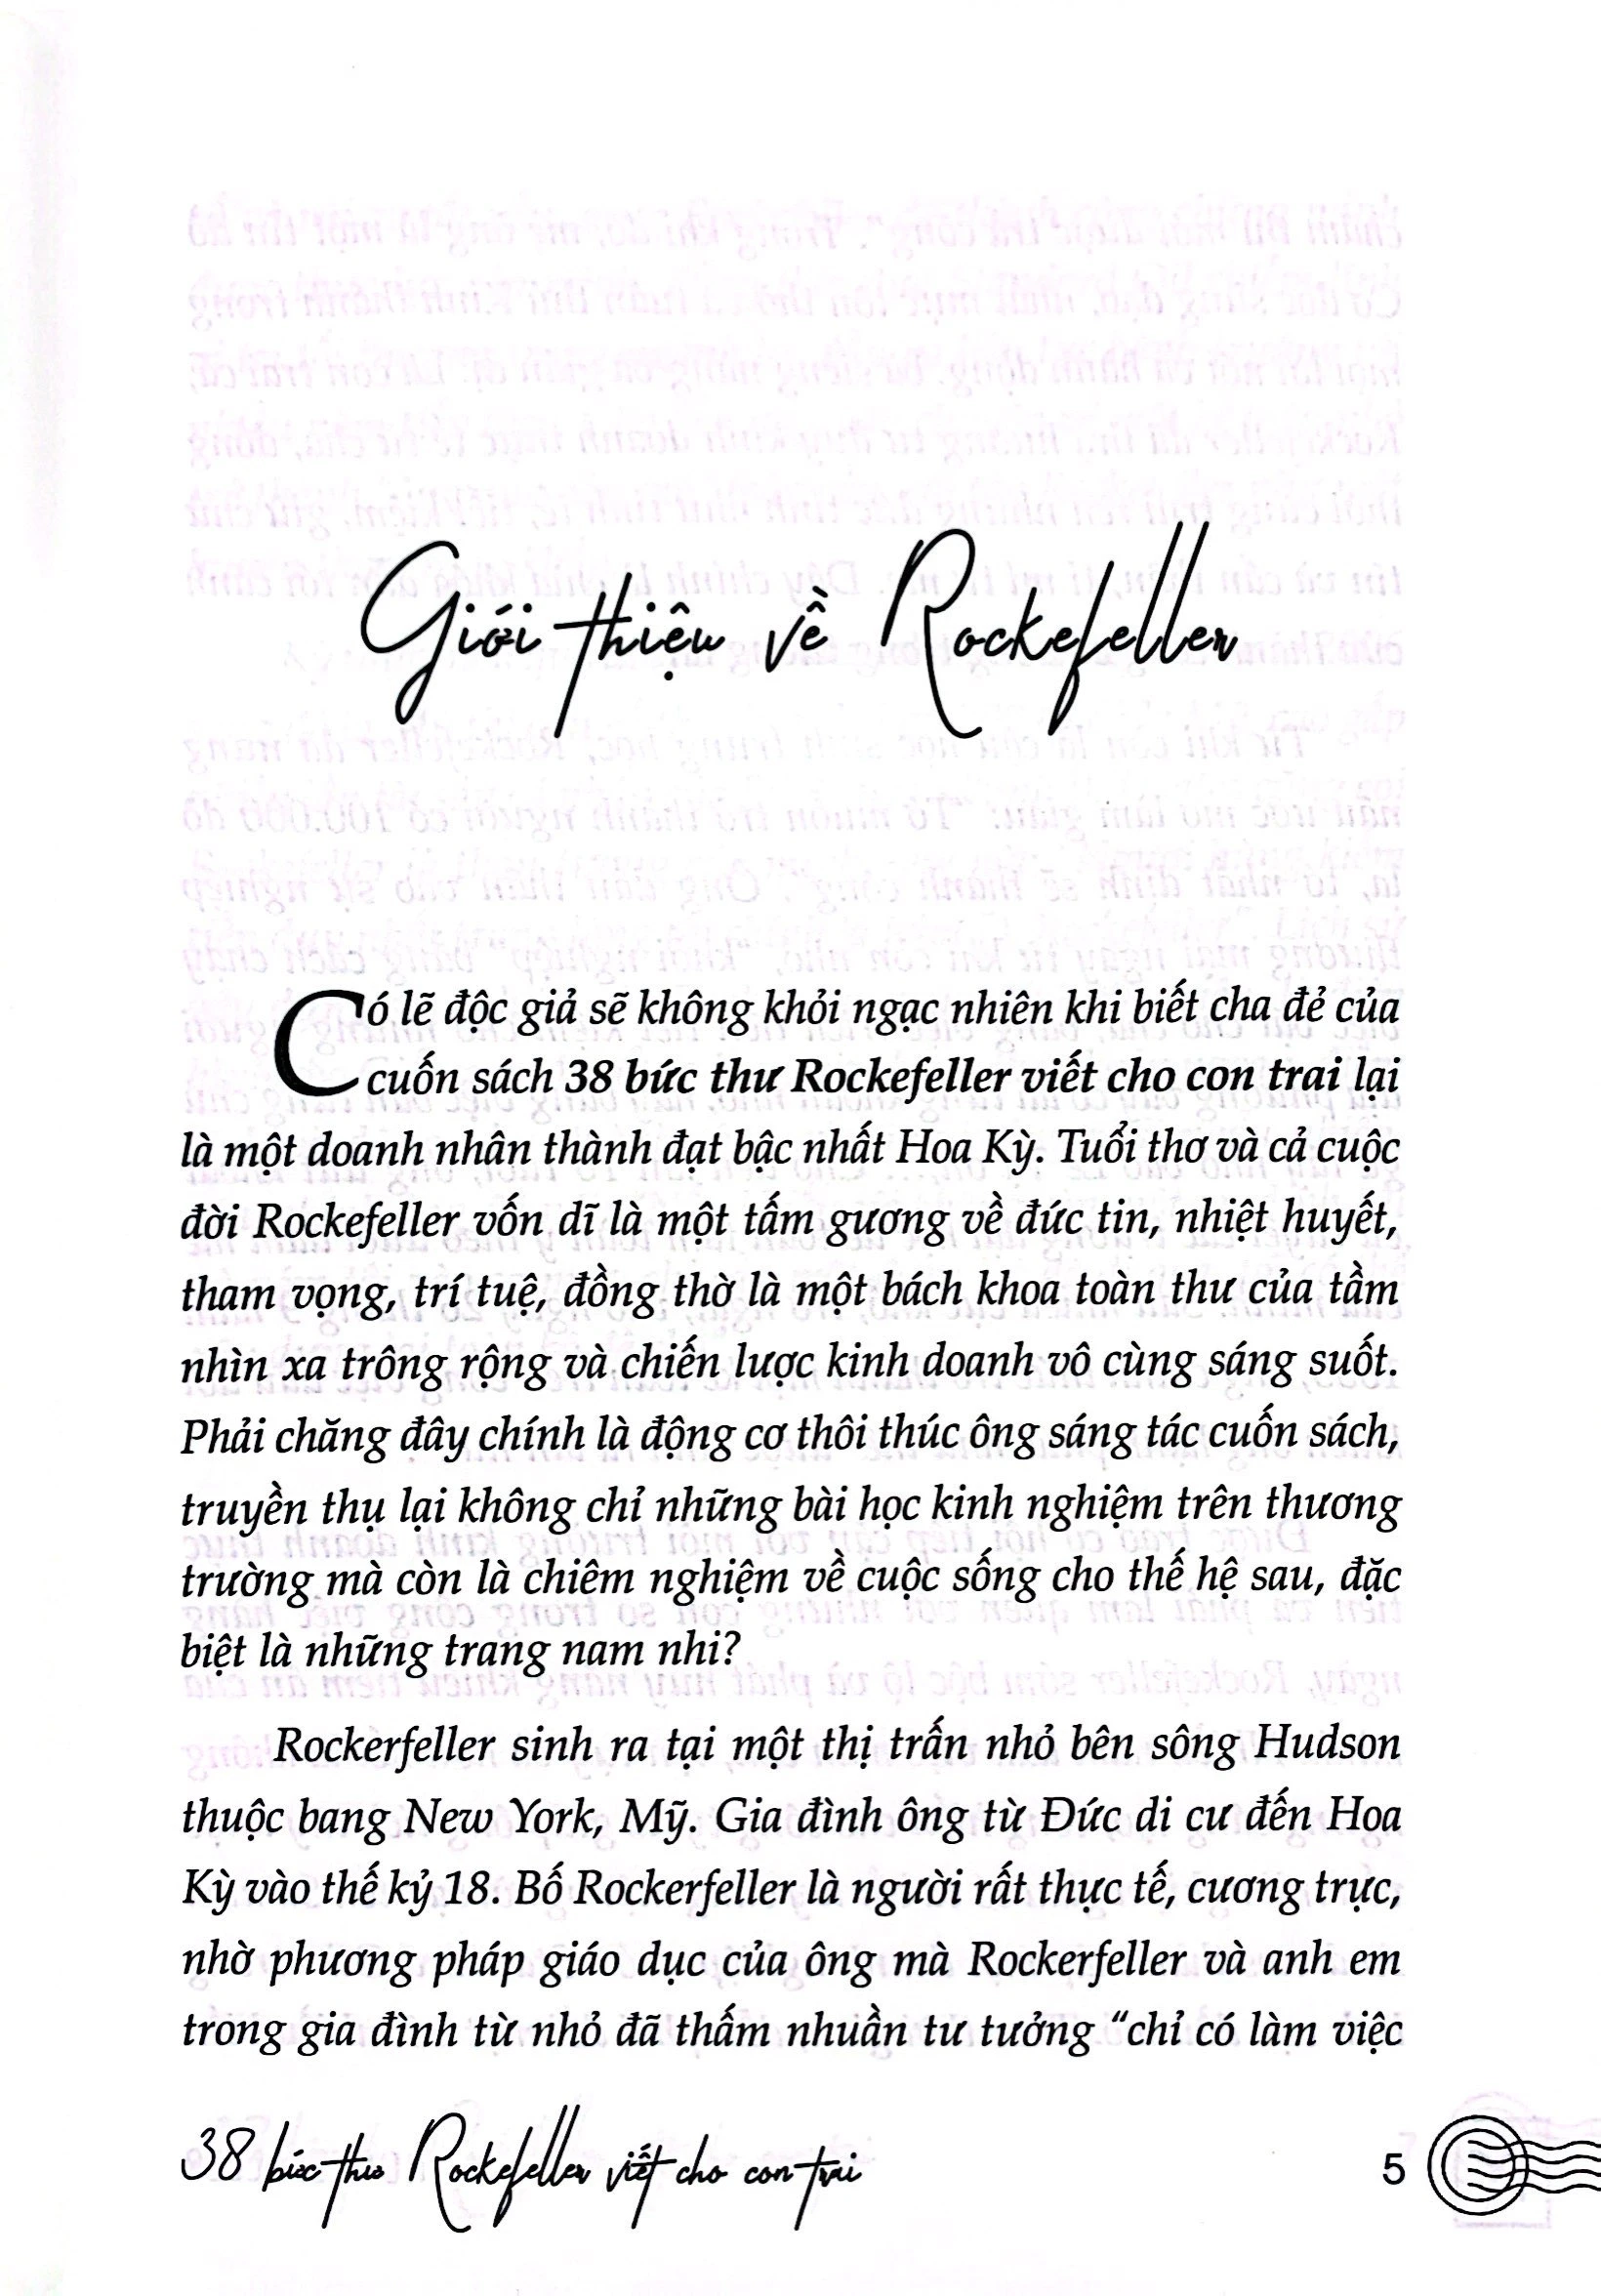 Giới thiệu về Rockefeller
Có lẽ độc giả sẽ không khỏi ngạc nhiên khi biết cha đẻ của
cuốn sách 38 bức thư Rockefeller viết cho con trai lại
là một doanh nhân thành đạt bậc nhất Hoa Kỳ. Tuổi thơ và cả cuộc
đời Rockefeller vốn dĩ là một tấm gương về đức tin, nhiệt huyết,
tham vọng, trí tuệ, đồng thờ là một bách khoa toàn thư của tầm
nhìn xa trông rộng và chiến lược kinh doanh vô cùng sáng suốt.
Phải chăng đây chính là động cơ thôi thúc ông sáng tác cuốn sách,
truyền thụ lại không chỉ những bài học kinh nghiệm trên thương
trường mà còn là chiêm nghiệm về cuộc sống cho thế hệ sau, đặc
biệt là những trang nam nhi?
Rockerfeller sinh ra tại một thị trấn nhỏ bên sông Hudson
thuộc bang New York, Mỹ. Gia đình ông từ Đức di cư đến Hoa
Kỳ vào thế kỷ 18. Bố Rockerfeller là người rất thực tế, cương trực,
nhờ phương pháp giáo dục của ông mà Rockerfeller và anh em
trong gia đình từ nhỏ đã thấm nhuần tư tưởng “chỉ có làm việc
38 bức thư Rockefeller viết cho con trai
5